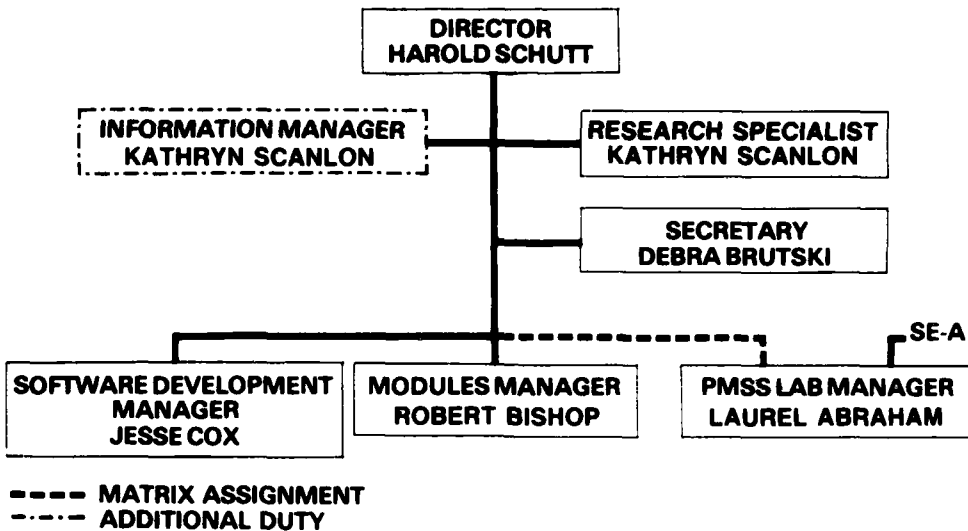 DIRECTOR
HAROLD SCHUTT
INFORMATION MANAGER
KATHRYN SCANLON
RESEARCH SPECIALIST
KATHRYN SCANLON
SECRETARY
DEBRA BRUTSKI
SE-A
SOFTWARE DEVELOPMENT
MANAGER
JESSE COX
MODULES MANAGER
ROBERT BISHOP
PMSS LAB MANAGER
LAUREL ABRAHAM
MATRIX ASSIGNMENT
ADDITIONAL DUTY